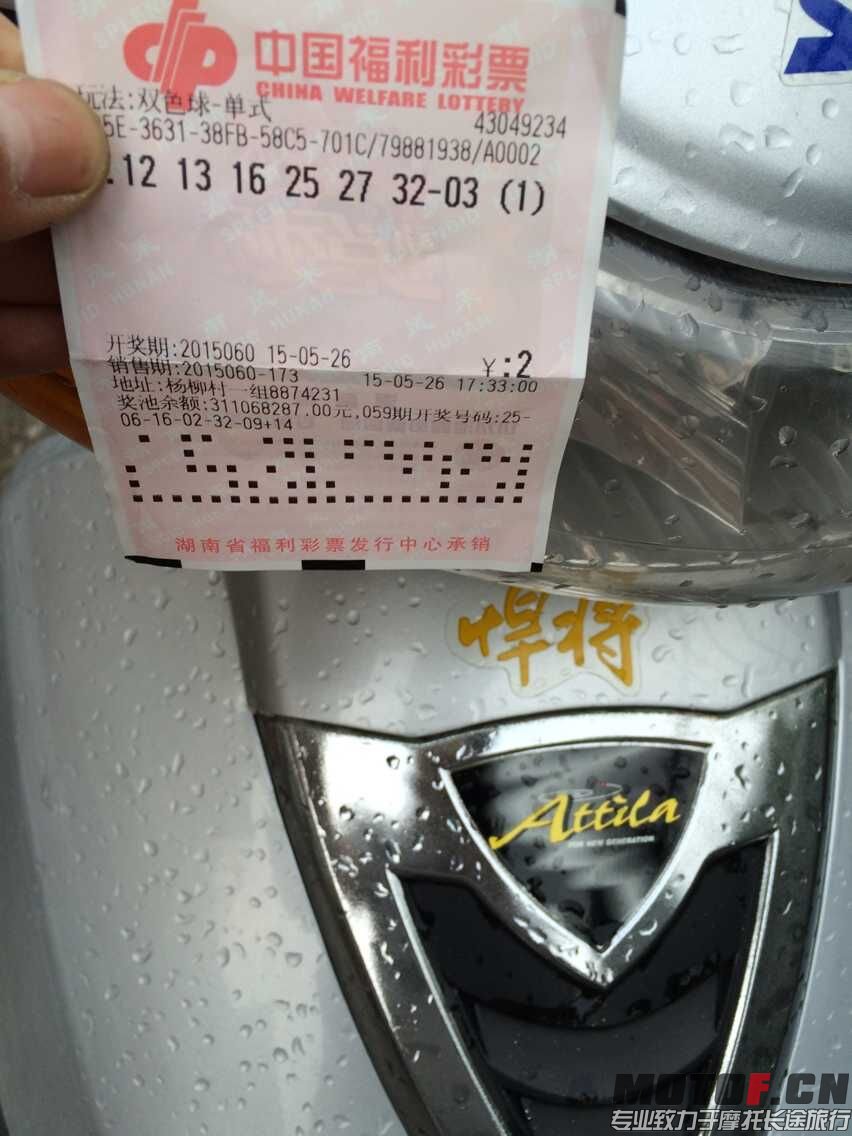 中国福利彩票
CHINA WELFARE LOTTERY
玩法:双色球-单式
43049234
5E-3631-38FB-58C5-701C/79881938/A0002
.12 13 16 25 27 32-03 (1)
开奖期:2015060 15-05-26
¥:2
销售期:2015060-173 15-05-26 17:33:00
地址:杨柳村一组8874231
奖池余额:311068287.00元,059期开奖号码:25-
06-16-02-32-09+14
湖南省福利彩票发行中心承销
悍将
Attila
FOR NEW GENERATION
MOTOF.CN
专业致力于摩托长途旅行